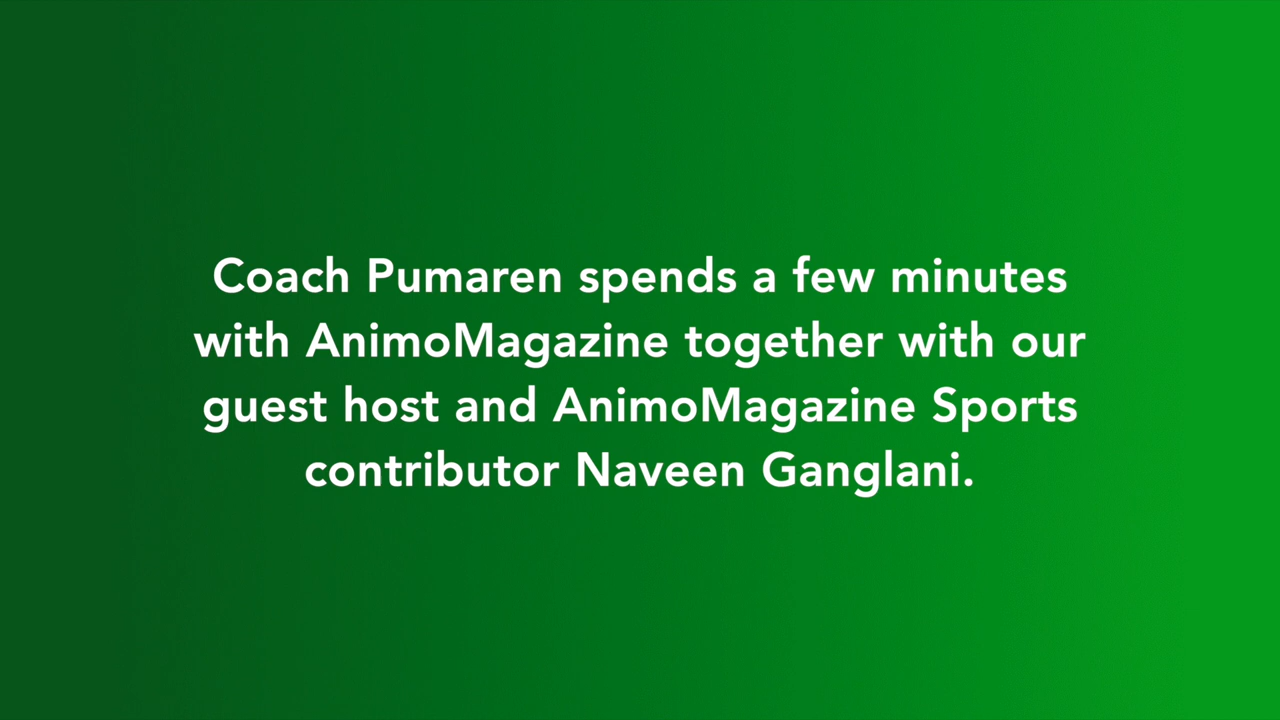 Coach Pumaren spends a few minutes
with AnimoMagazine together with our
guest host and AnimoMagazine Sports
contributor Naveen Ganglani.